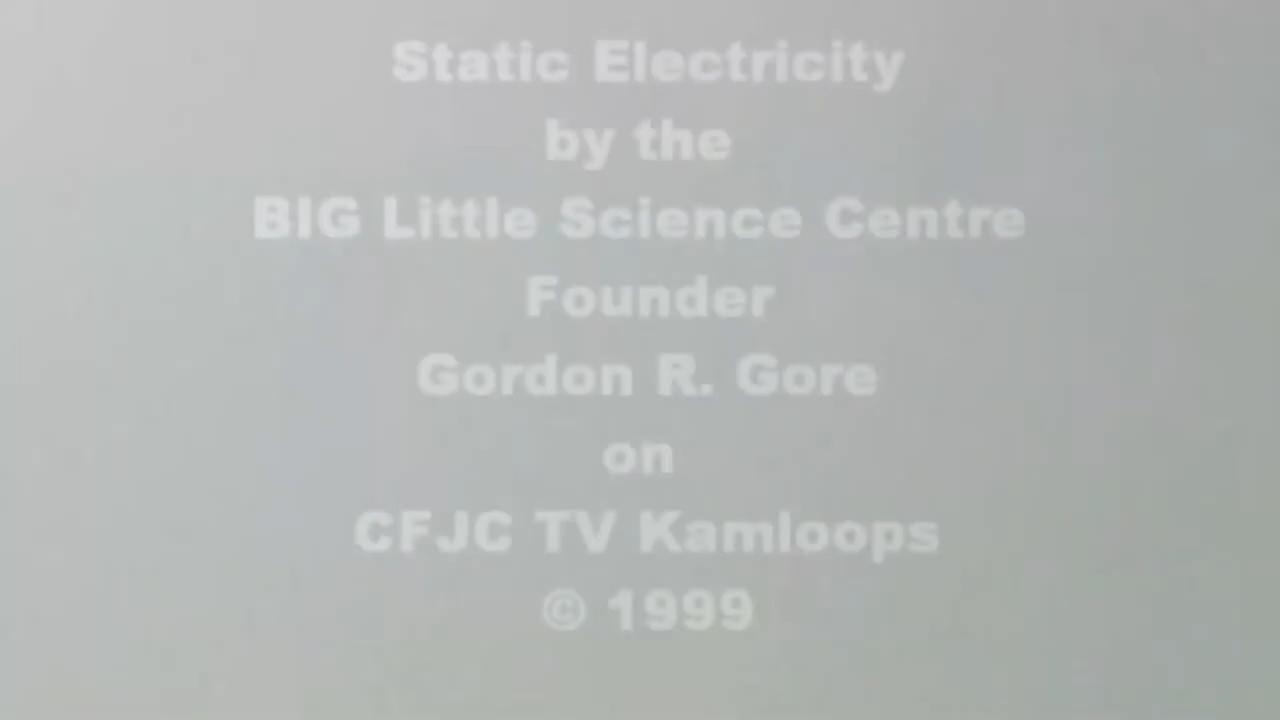 Static Electricity
by the
BIG Little Science Centre
Founder
Gordon R. Gore
on
CFJC TV Kamloops
© 1999